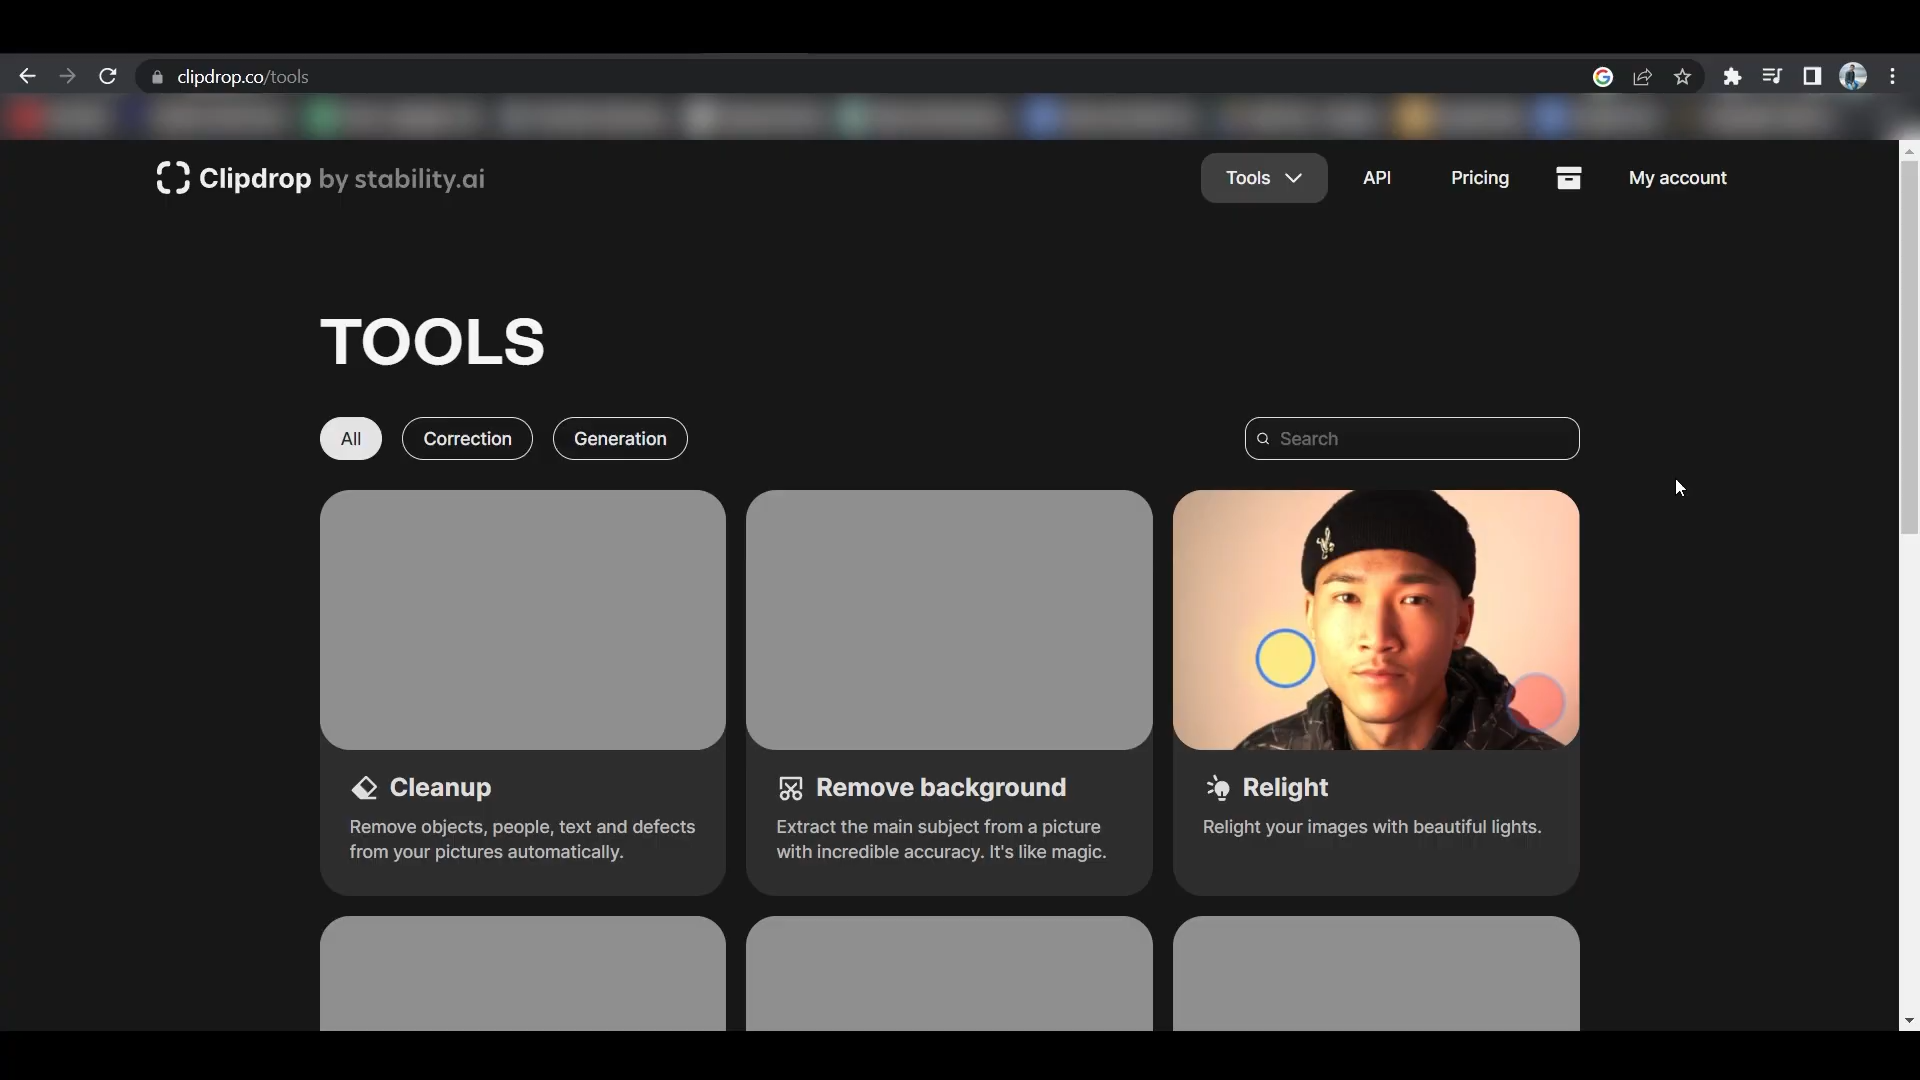 clipdrop.co/tools
Clipdrop by stability.ai
Tools
API
Pricing
My account
TOOLS
All
Correction
Generation
Search
Cleanup
Remove objects, people, text and defects
from your pictures automatically.
Remove background
Extract the main subject from a picture
with incredible accuracy. It's like magic.
Relight
Relight your images with beautiful lights.